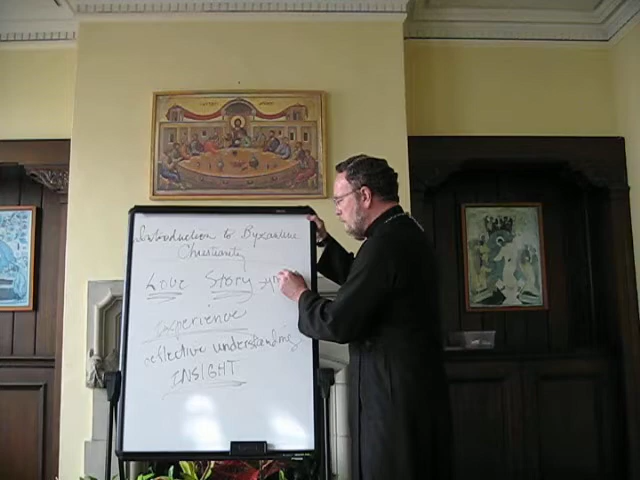 Introduction to Byzantine
Christianity
Love Story →
experience
reflective understanding
INSIGHT